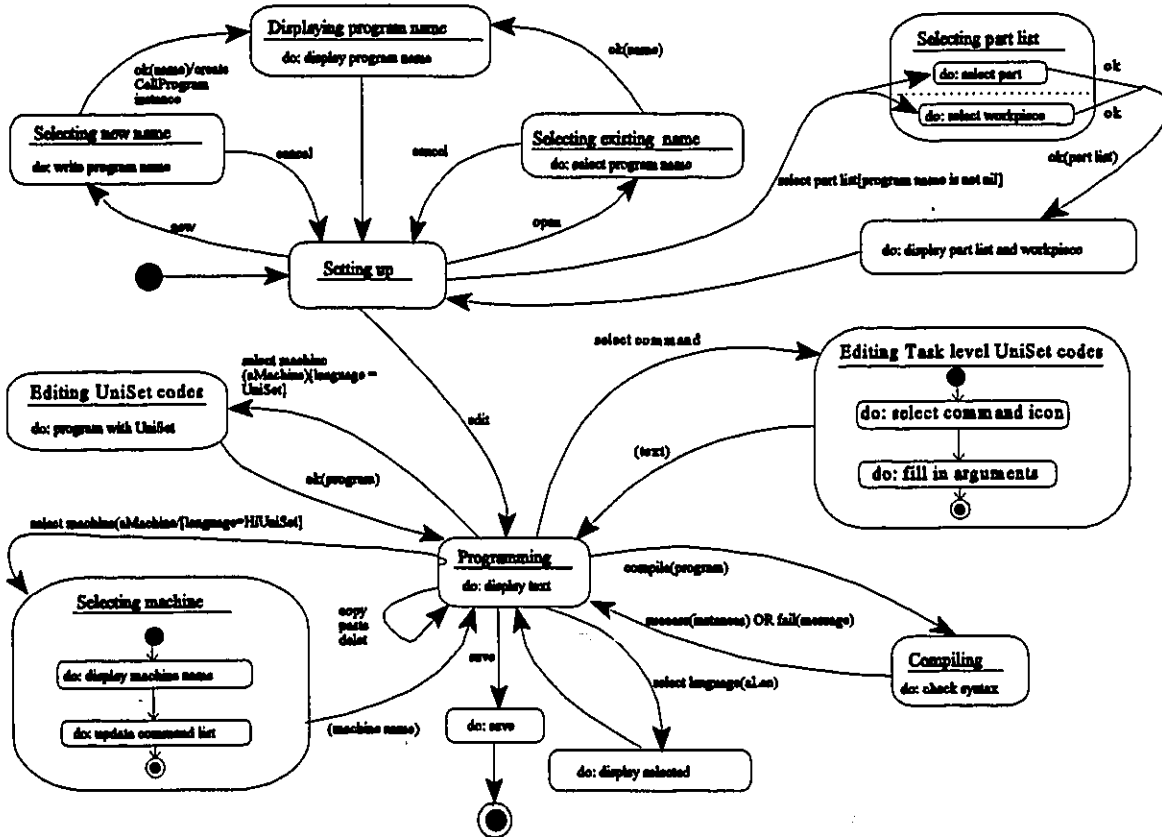 Displaying program name
do: display program name
ok(name)/create
CellProgram
instance
ok(name)
Selecting part list
do: select part
ok
do: select workpiece
ok
Selecting new name
do: write program name
cancel
cancel
Selecting existing name
do: select program name
select part list[program name is not nil]
ok(part list)
new
open
Setting up
do: display part list and workpiece
select machine
(aMachine)[language =
UniSet]
select command
Editing Task level UniSet codes
do: select command icon
do: fill in arguments
Editing UniSet codes
do: program with UniSet
edit
(text)
ok(program)
select machine(aMachine/[language=HiUniSet]
Programming
do: display text
compile(program)
copy
paste
delet
success(instances) OR fail(message)
Compiling
do: check syntax
Selecting machine
do: display machine name
do: update command list
(machine name)
save
select language(aLan)
do: save
do: display selected